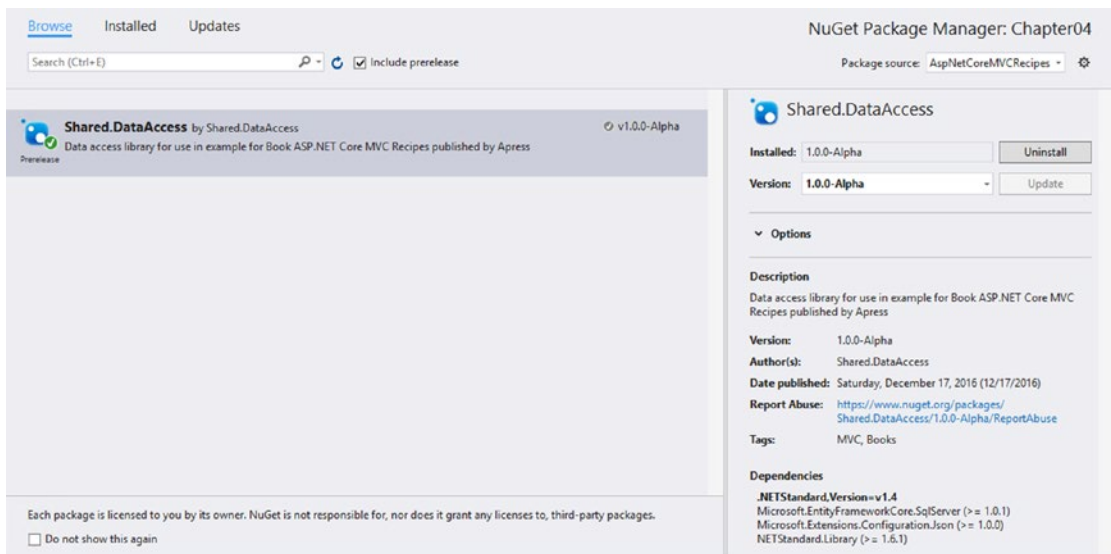 Browse Installed Updates
NuGet Package Manager: Chapter04
Search (Ctrl+E)
Include prerelease
Package source: AspNetCoreMVCRecipes
Shared.DataAccess by Shared.DataAccess
v1.0.0-Alpha
Data access library for use in example for Book ASP.NET Core MVC Recipes published by Apress
Prerelease
Each package is licensed to you by its owner. NuGet is not responsible for, nor does it grant any licenses to, third-party packages.
Do not show this again
Shared.DataAccess
Installed: 1.0.0-Alpha Uninstall
Version: 1.0.0-Alpha Update
Options
Description
Data access library for use in example for Book ASP.NET Core MVC
Recipes published by Apress
Version: 1.0.0-Alpha
Author(s): Shared.DataAccess
Date published: Saturday, December 17, 2016 (12/17/2016)
Report Abuse: https://www.nuget.org/packages/
Shared.DataAccess/1.0.0-Alpha/ReportAbuse
Tags: MVC, Books
Dependencies
.NETStandard,Version=v1.4
Microsoft.EntityFrameworkCore.SqlServer (>= 1.0.1)
Microsoft.Extensions.Configuration.Json (>= 1.0.0)
NETStandard.Library (>= 1.6.1)